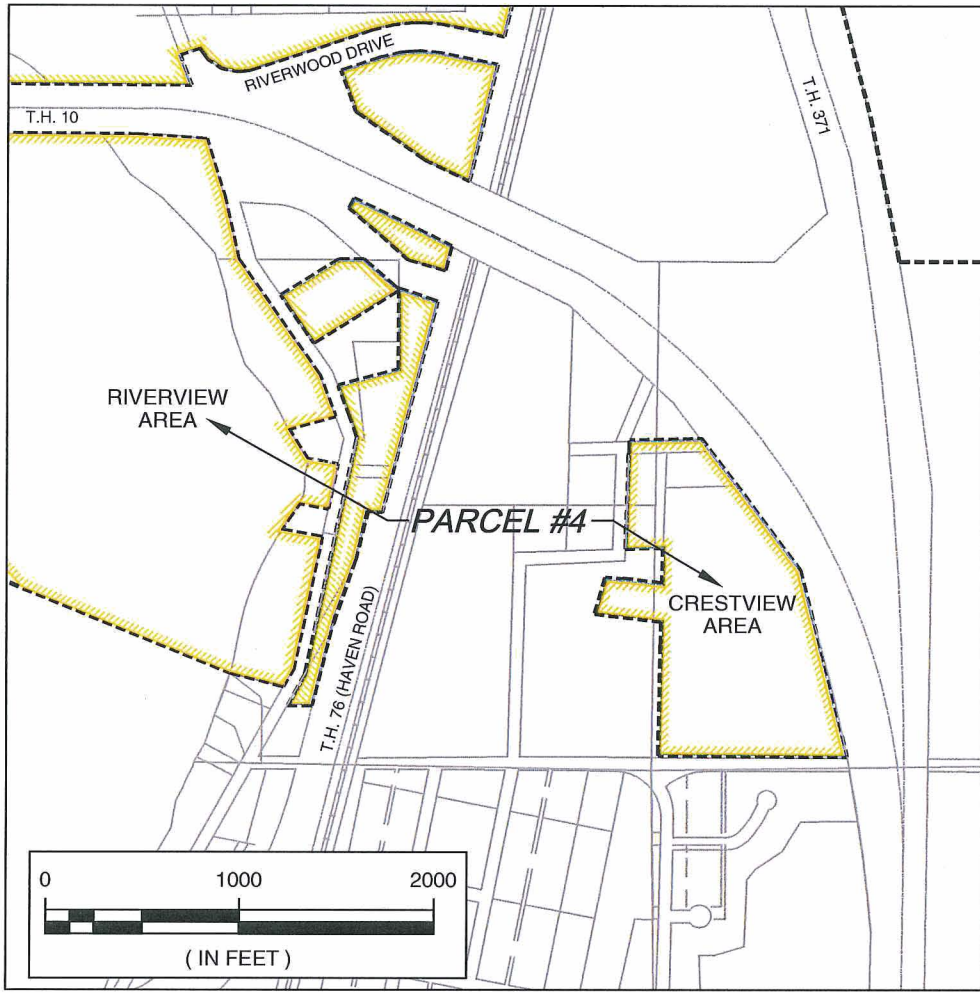 RIVERWOOD DRIVE
T.H. 10
T.H. 371
RIVERVIEW
AREA
PARCEL #4
CRESTVIEW
AREA
T.H. 76 (HAVEN ROAD)
0 1000 2000
( IN FEET )